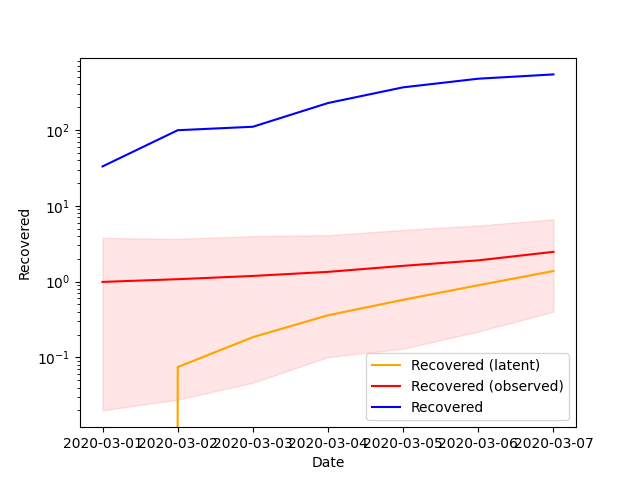 Recovered
10^2
10^1
10^0
10^-1
Recovered (latent)
Recovered (observed)
Recovered
2020-03-01 2020-03-02 2020-03-03 2020-03-04 2020-03-05 2020-03-06 2020-03-07
Date